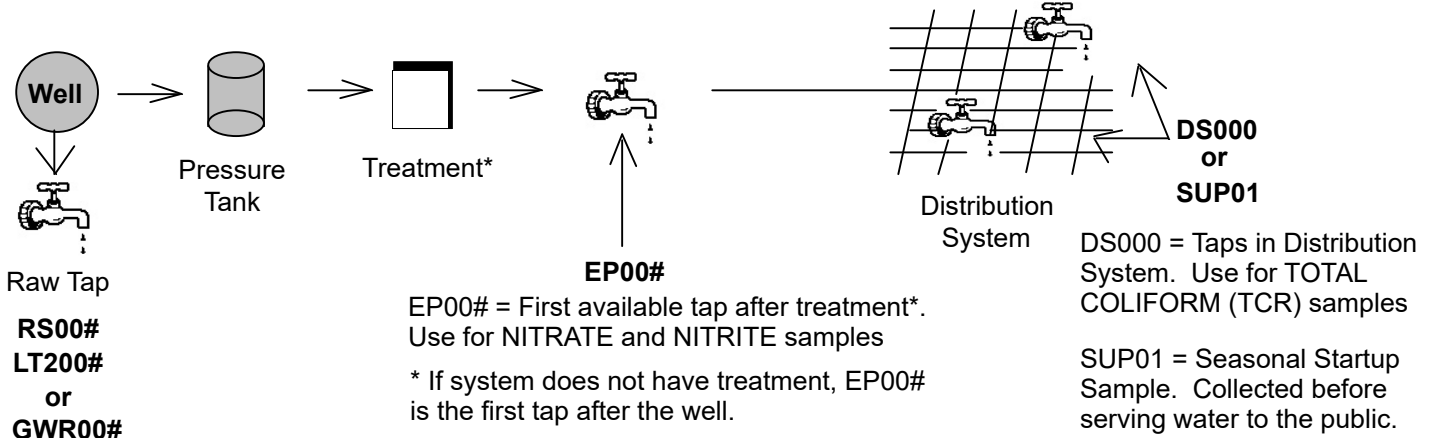 Well
Raw Tap
RS00#
LT200#
or
GWR00#
Pressure
Tank
Treatment*
EP00#
EP00# = First available tap after treatment*.
Use for NITRATE and NITRITE samples
* If system does not have treatment, EP00#
is the first tap after the well.
Distribution
System
DS000
or
SUP01
DS000 = Taps in Distribution
System.  Use for TOTAL
COLIFORM (TCR) samples
SUP01 = Seasonal Startup
Sample.  Collected before
serving water to the public.